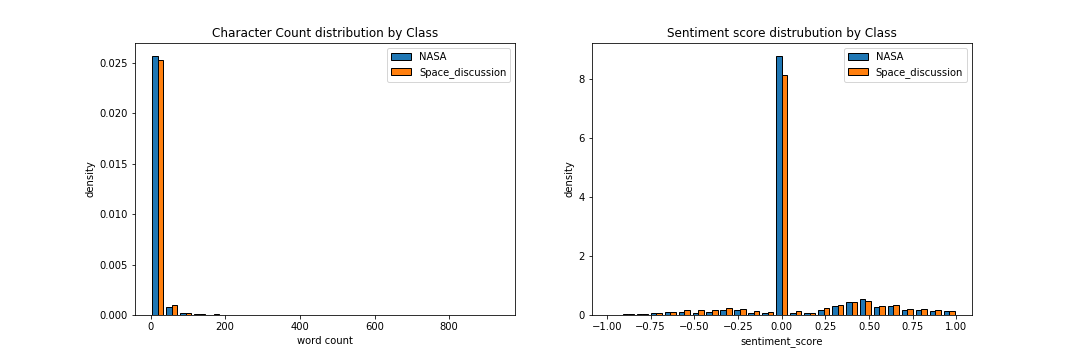 Character Count distribution by Class
NASA
Space_discussion
0.025
0.020
0.015
0.010
0.005
0.000
density
0
200
400
600
800
word count
Sentiment score distrubution by Class
NASA
Space_discussion
8
6
4
2
0
density
−1.00
−0.75
−0.50
−0.25
0.00
0.25
0.50
0.75
1.00
sentiment_score